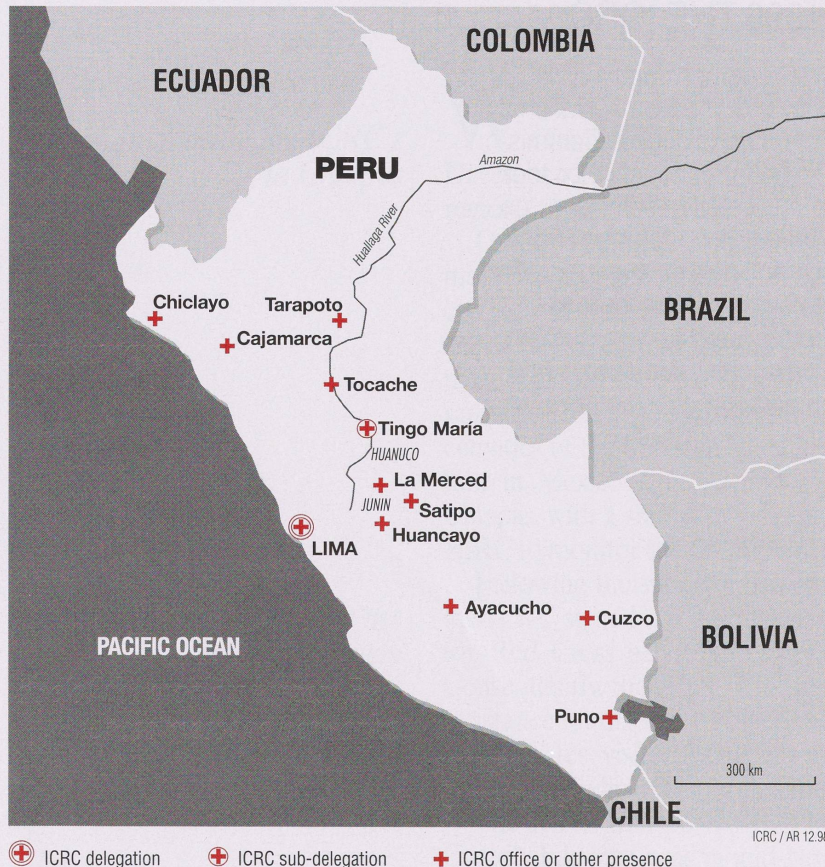 COLOMBIA
ECUADOR
PERU
Amazon
Huallaga River
Chiclayo
Tarapoto
BRAZIL
Cajamarca
Tocache
Tingo María
HUANUCO
La Merced
JUNIN
Satipo
Huancayo
LIMA
Ayacucho
Cuzco
PACIFIC OCEAN
BOLIVIA
Puno
300 km
CHILE
ICRC / AR 12.98
ICRC delegation
ICRC sub-delegation
ICRC office or other presence